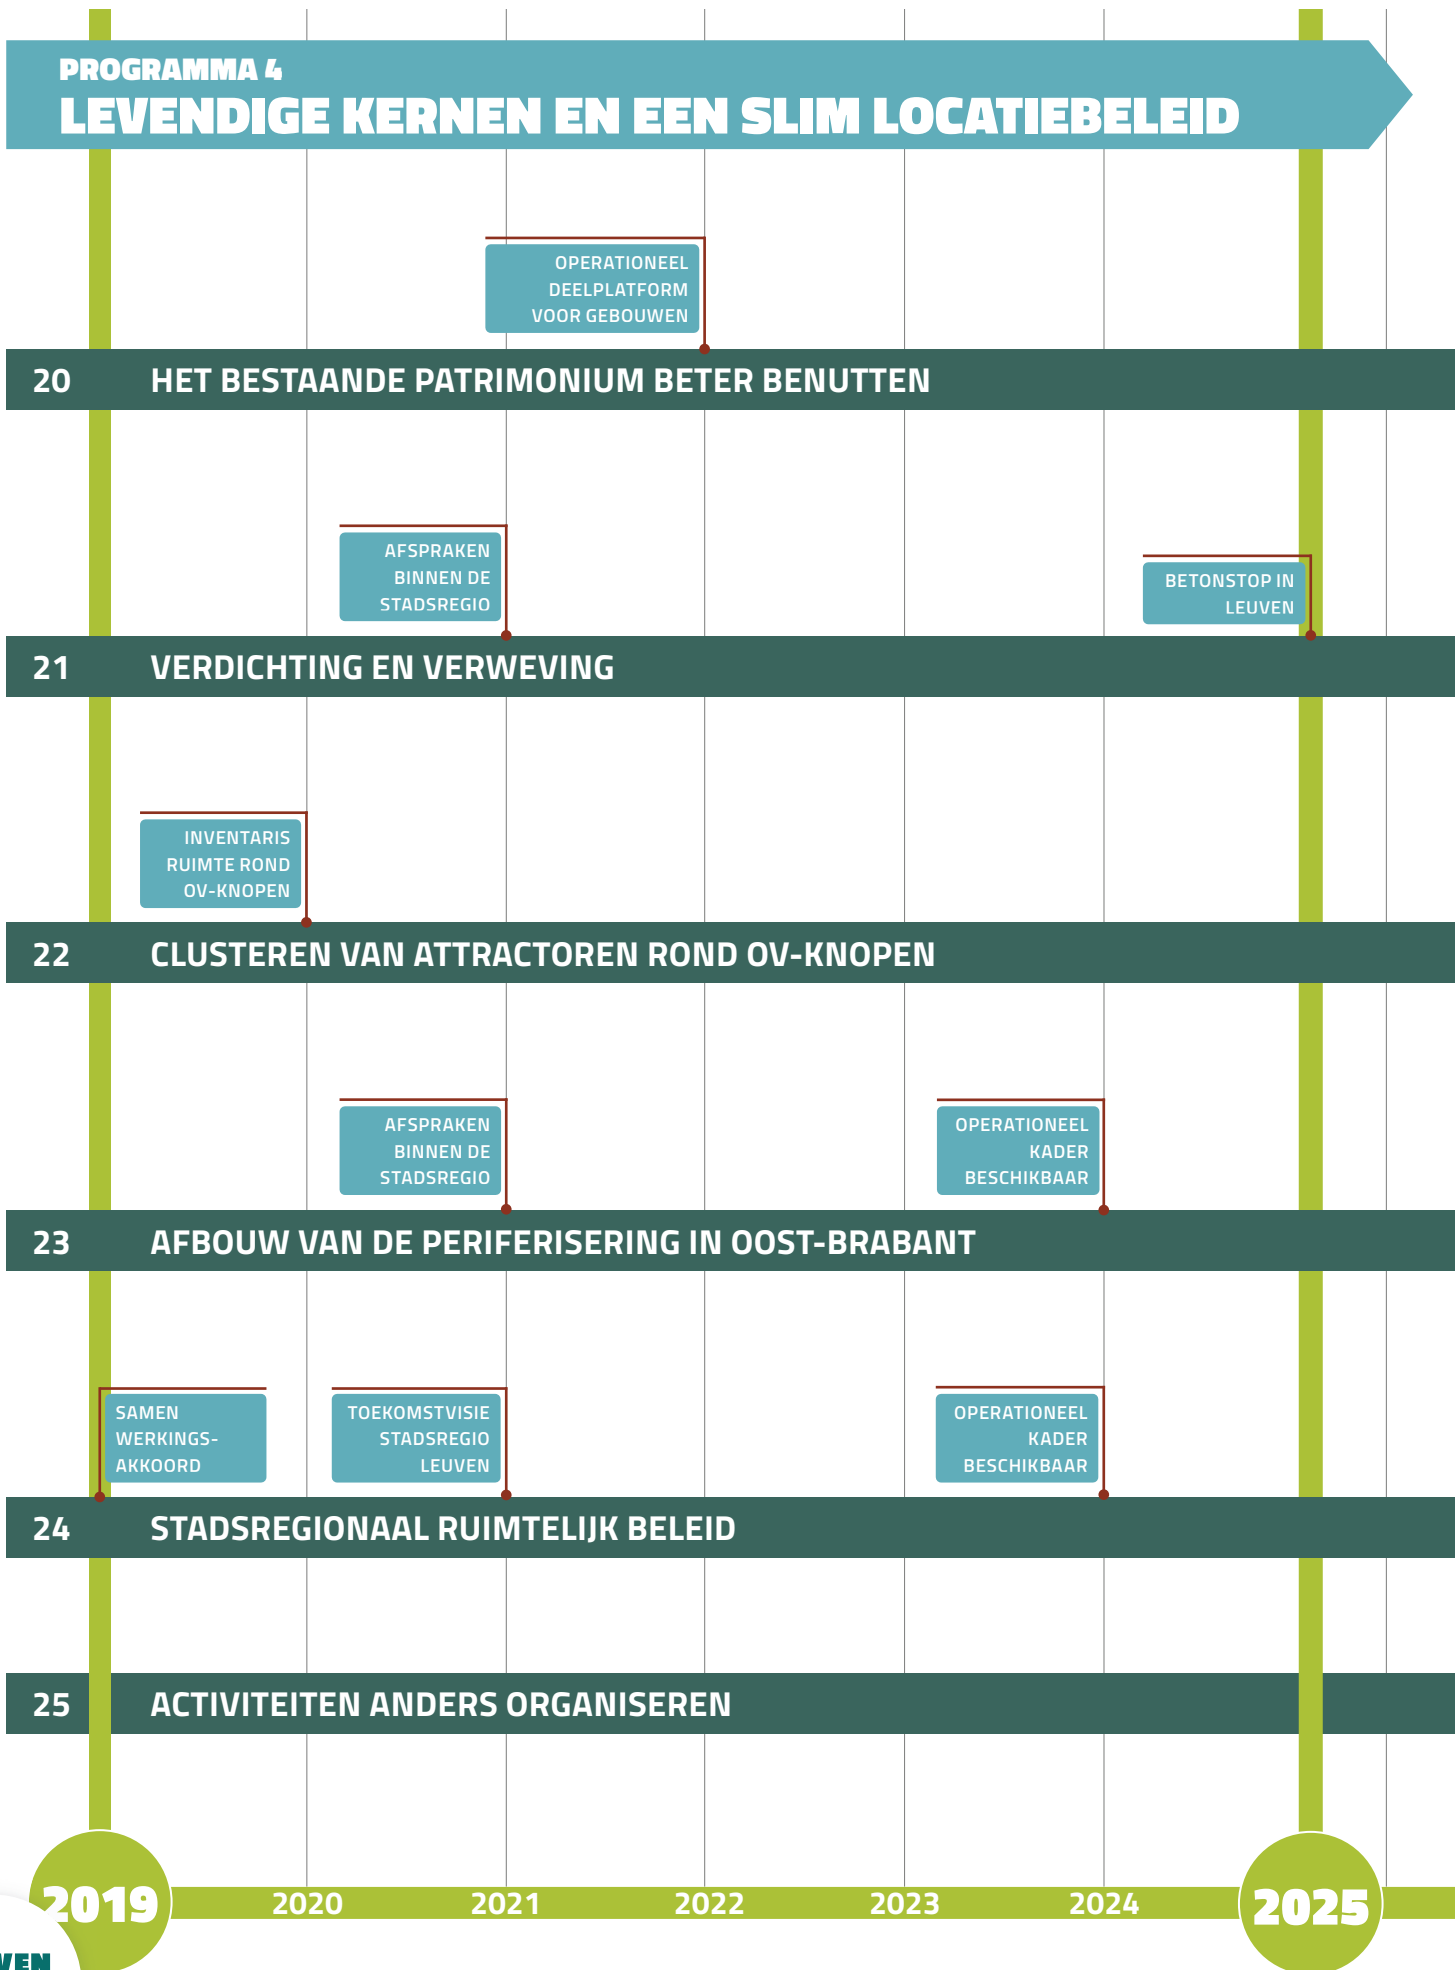 PROGRAMMA 4
LEVENDIGE KERNEN EN EEN SLIM LOCATIEBELEID
OPERATIONEEL
DEELPLATFORM
VOOR GEBOUWEN
20 HET BESTAANDE PATRIMONIUM BETER BENUTTEN
AFSPRAKEN
BINNEN DE
STADSREGIO
BETONSTOP IN
LEUVEN
21 VERDICHTING EN VERWEVING
INVENTARIS
RUIMTE ROND
OV-KNOPEN
22 CLUSTEREN VAN ATTRACTOREN ROND OV-KNOPEN
AFSPRAKEN
BINNEN DE
STADSREGIO
OPERATIONEEL
KADER
BESCHIKBAAR
23 AFBOUW VAN DE PERIFERISERING IN OOST-BRABANT
SAMEN
WERKINGS-
AKKOORD
TOEKOMSTVISIE
STADSREGIO
LEUVEN
OPERATIONEEL
KADER
BESCHIKBAAR
24 STADSREGIONAAL RUIMTELIJK BELEID
25 ACTIVITEITEN ANDERS ORGANISEREN
2019 2020 2021 2022 2023 2024 2025